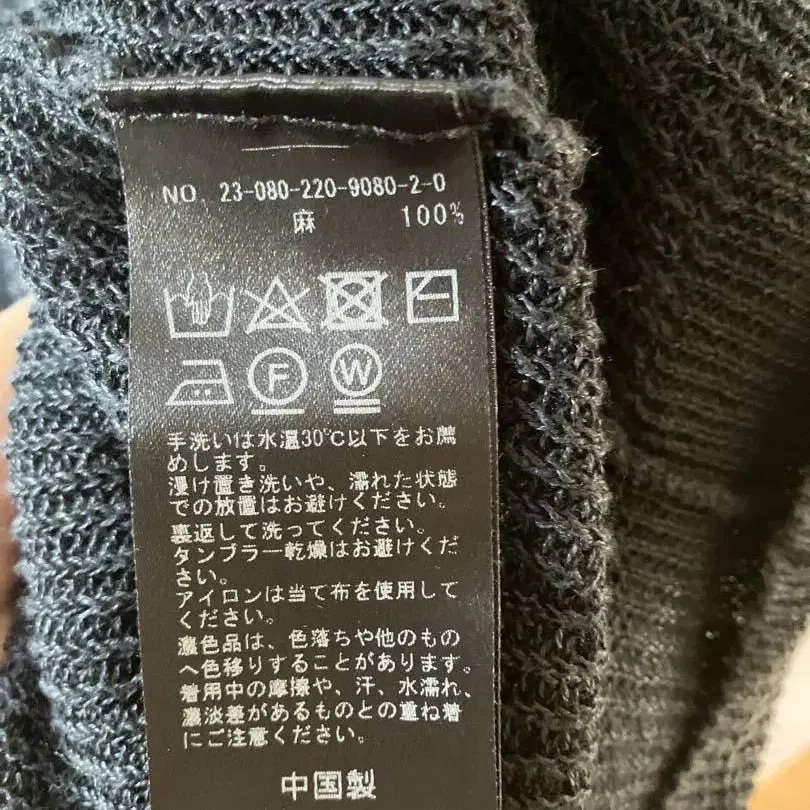 NO 23-080-220-9080-2-0
麻 100%
F W
手洗いは水温30℃以下をお薦
めします。
浸け置き洗いや、濡れた状態
での放置はお避けください。
裏返して洗ってください。
タンブラー乾燥はお避けくだ
さい。
アイロンは当て布を使用して
ください。
濃色品は、色落ちや他のもの
へ色移りすることがあります。
着用中の摩擦や、汗、水濡れ、
濃淡差があるものとの重ね着
にご注意ください。
中国製